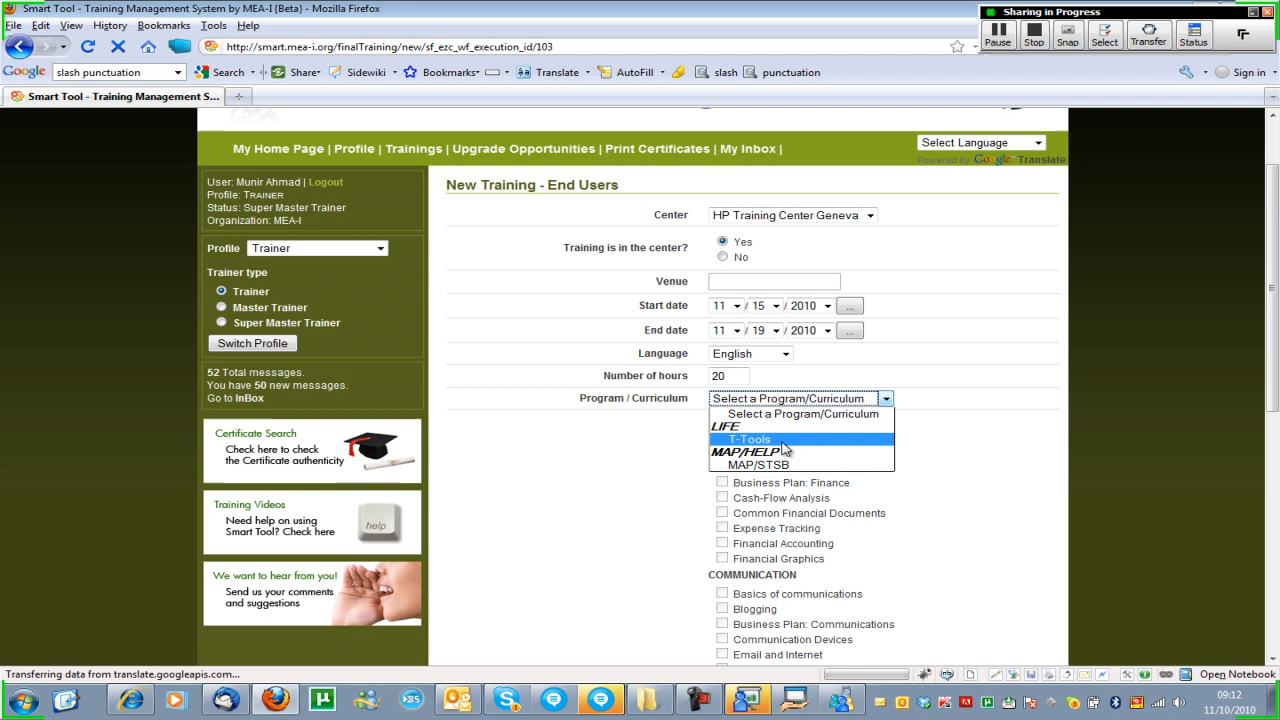 Smart Tool - Training Management System by MEA-I {Beta} - Mozilla Firefox
Sharing in Progress
File Edit View History Bookmarks Tools Help
Pause Stop Snap Select Transfer Status
http://smart.mea-i.org/finalTraining/new/sf_ezc_wf_execution_id/103
Google slash punctuation Search Share Sidewiki Bookmarks Translate AutoFill slash punctuation Sign in
Smart Tool - Training Management S...
My Home Page | Profile | Trainings | Upgrade Opportunities | Print Certificates | My Inbox |
Select Language
Powered by Google Translate
User: Munir Ahmad | Logout
Profile: TRAINER
Status: Super Master Trainer
Organization: MEA-I
Profile Trainer
Trainer type
Trainer
Master Trainer
Super Master Trainer
Switch Profile
52 Total messages.
You have 50 new messages.
Go to InBox
Certificate Search
Check here to check
the Certificate authenticity
Training Videos
Need help on using
Smart Tool? Check here
help
We want to hear from you!
Send us your comments
and suggestions
New Training - End Users
Center HP Training Center Geneva
Training is in the center? Yes
No
Venue
Start date 11 / 15 / 2010 ...
End date 11 / 19 / 2010 ...
Language English
Number of hours 20
Program / Curriculum Select a Program/Curriculum
Select a Program/Curriculum
LIFE
T-Tools
MAP/HELP
MAP/STSB
Business Plan: Finance
Cash-Flow Analysis
Common Financial Documents
Expense Tracking
Financial Accounting
Financial Graphics
COMMUNICATION
Basics of communications
Blogging
Business Plan: Communications
Communication Devices
Email and Internet
Transferring data from translate.googleapis.com...
Open Notebook
09:12
11/10/2010